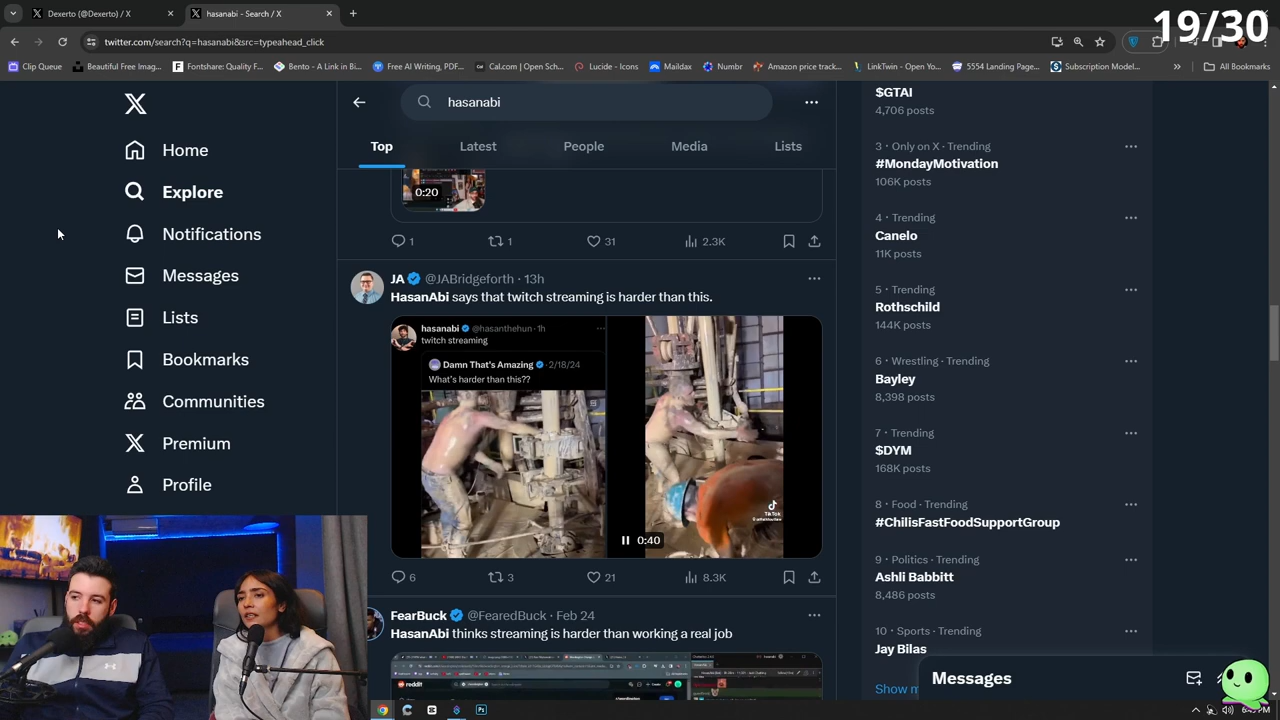 Dexerto (@Dexerto) / X
hasanabi - Search / X
19/30
twitter.com/search?q=hasanabi&src=typeahead_click
Clip Queue
Beautiful Free Imag...
Fontshare: Quality F...
Bento - A Link in Bi...
Free AI Writing, PDF...
Cal.com | Open Sch...
Lucide - Icons
Maildax
Numbr
Amazon price track...
LinkTwin - Open Yo...
5554 Landing Page...
Subscription Model...
All Bookmarks
Home
Explore
Notifications
Messages
Lists
Bookmarks
Communities
Premium
Profile
hasanabi
Top
Latest
People
Media
Lists
0:20
1
1
31
2.3K
JA @JABridgeforth · 13h
HasanAbi says that twitch streaming is harder than this.
hasanabi @hasanthehun · 1h
twitch streaming
Damn That's Amazing · 2/18/24
What's harder than this??
TikTok
0:40
6
3
21
8.3K
FearBuck @FearedBuck · Feb 24
HasanAbi thinks streaming is harder than working a real job
reddit
$GTAI
4,706 posts
3 · Only on X · Trending
#MondayMotivation
106K posts
4 · Trending
Canelo
11K posts
5 · Trending
Rothschild
144K posts
6 · Wrestling · Trending
Bayley
8,398 posts
7 · Trending
$DYM
168K posts
8 · Food · Trending
#ChilisFastFoodSupportGroup
9 · Politics · Trending
Ashli Babbitt
8,486 posts
10 · Sports · Trending
Jay Bilas
Show m
Messages